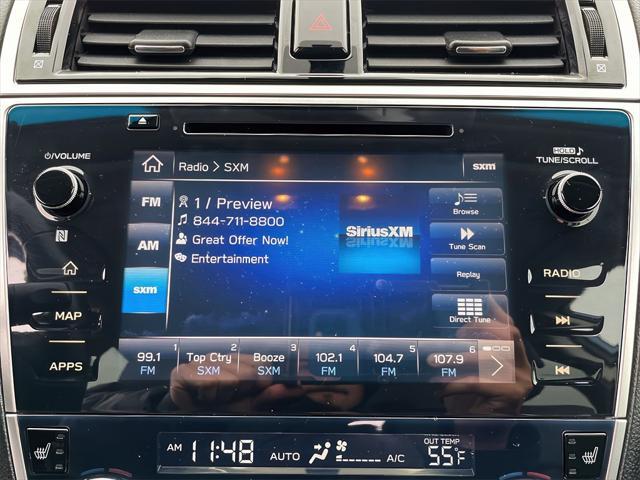 ⏻/VOLUME
Radio > SXM
sxm
HOLD ♪
TUNE/SCROLL
FM
AM
sxm
1 / Preview
844-711-8800
Great Offer Now!
Entertainment
SiriusXM
Browse
Tune Scan
Replay
Direct Tune
MAP
APPS
RADIO
1
99.1
FM
2
Top Ctry
SXM
3
Booze
SXM
4
102.1
FM
5
104.7
FM
6
107.9
FM
AM 11:48
AUTO
A/C
OUT TEMP
55°F